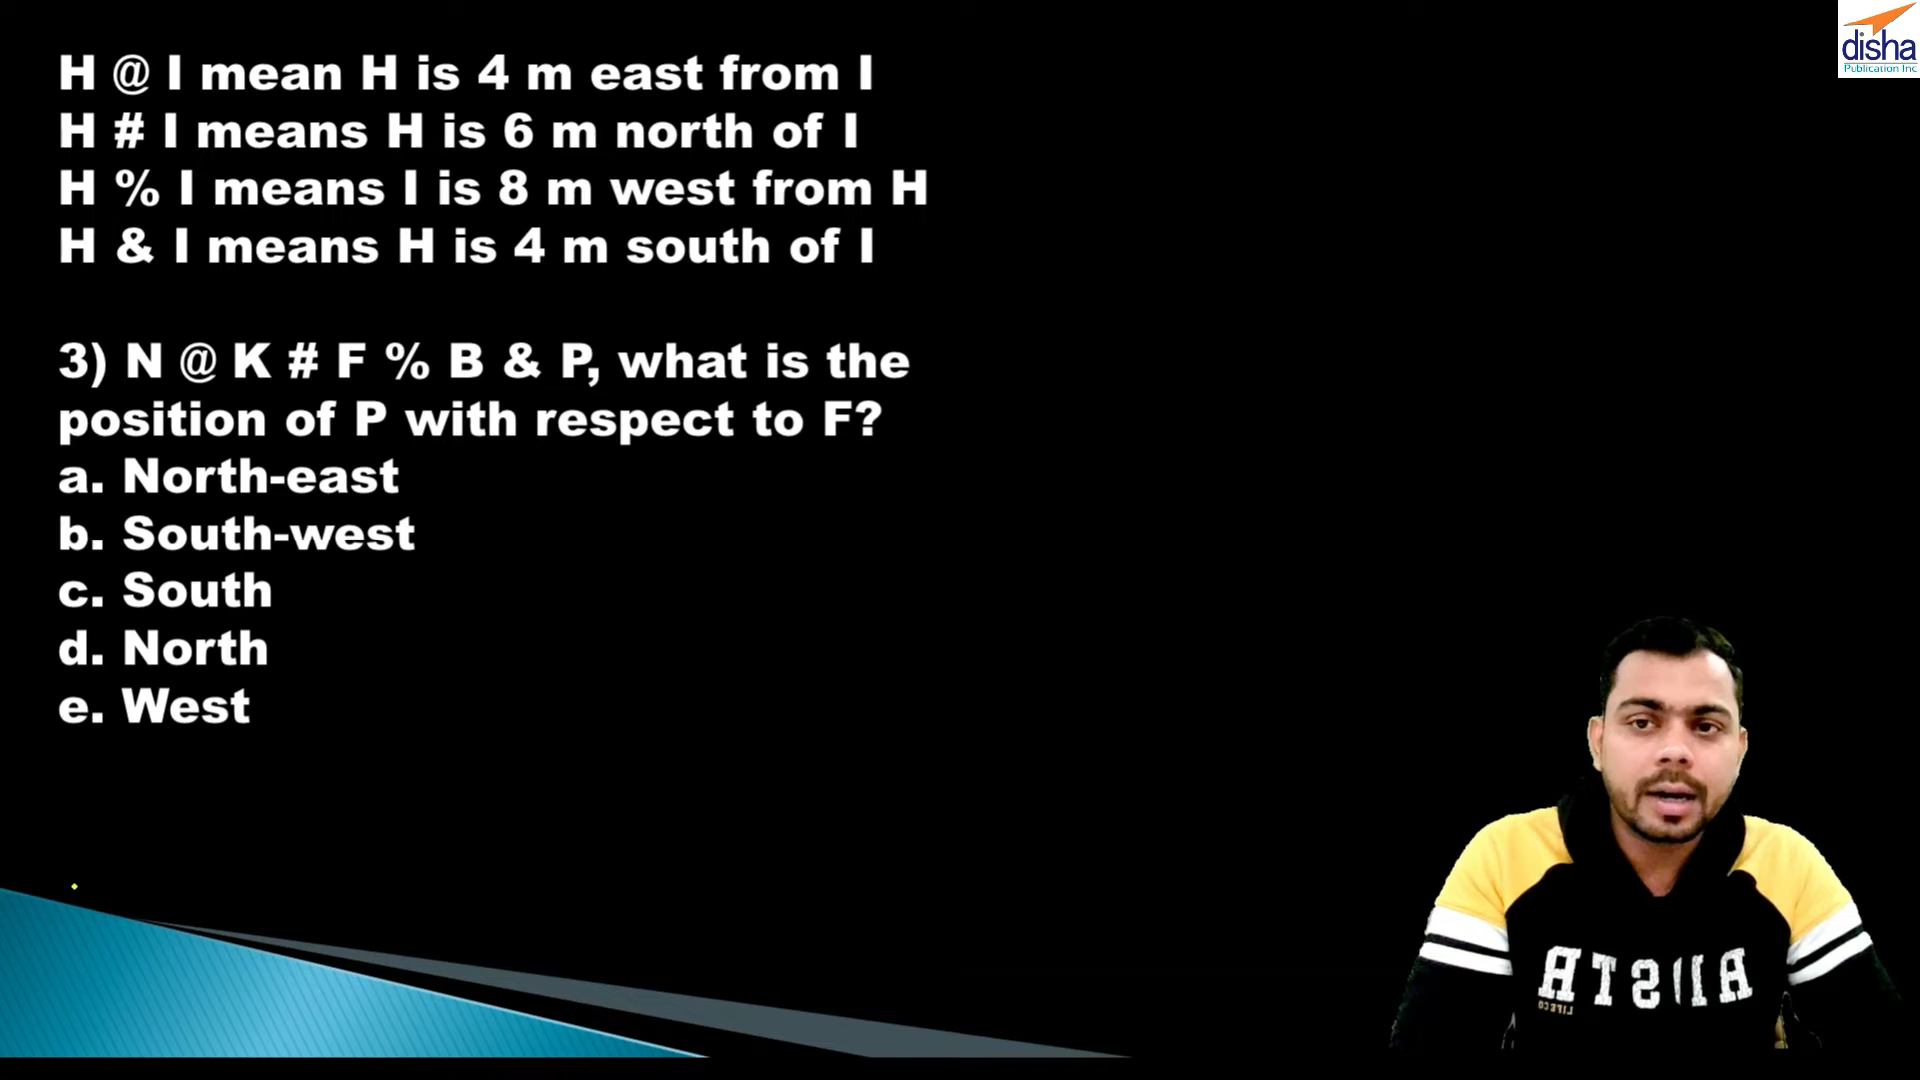 disha
Publication Inc
H @ I mean H is 4 m east from I
H # I means H is 6 m north of I
H % I means I is 8 m west from H
H & I means H is 4 m south of I
3) N @ K # F % B & P, what is the
position of P with respect to F?
a. North-east
b. South-west
c. South
d. North
e. West